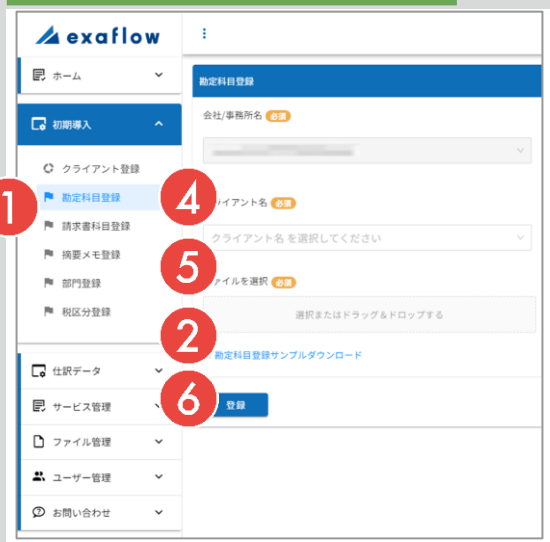 exaflow
ホーム
初期導入
クライアント登録
1
勘定科目登録
請求書科目登録
摘要メモ登録
部門登録
税区分登録
仕訳データ
サービス管理
ファイル管理
ユーザー管理
お問い合わせ
勘定科目登録
会社/事務所名 必須
4
イアント名 必須
クライアント名 を選択してください
5
ァイルを選択 必須
選択またはドラッグ&ドロップする
2
勘定科目登録サンプルダウンロード
6
登録